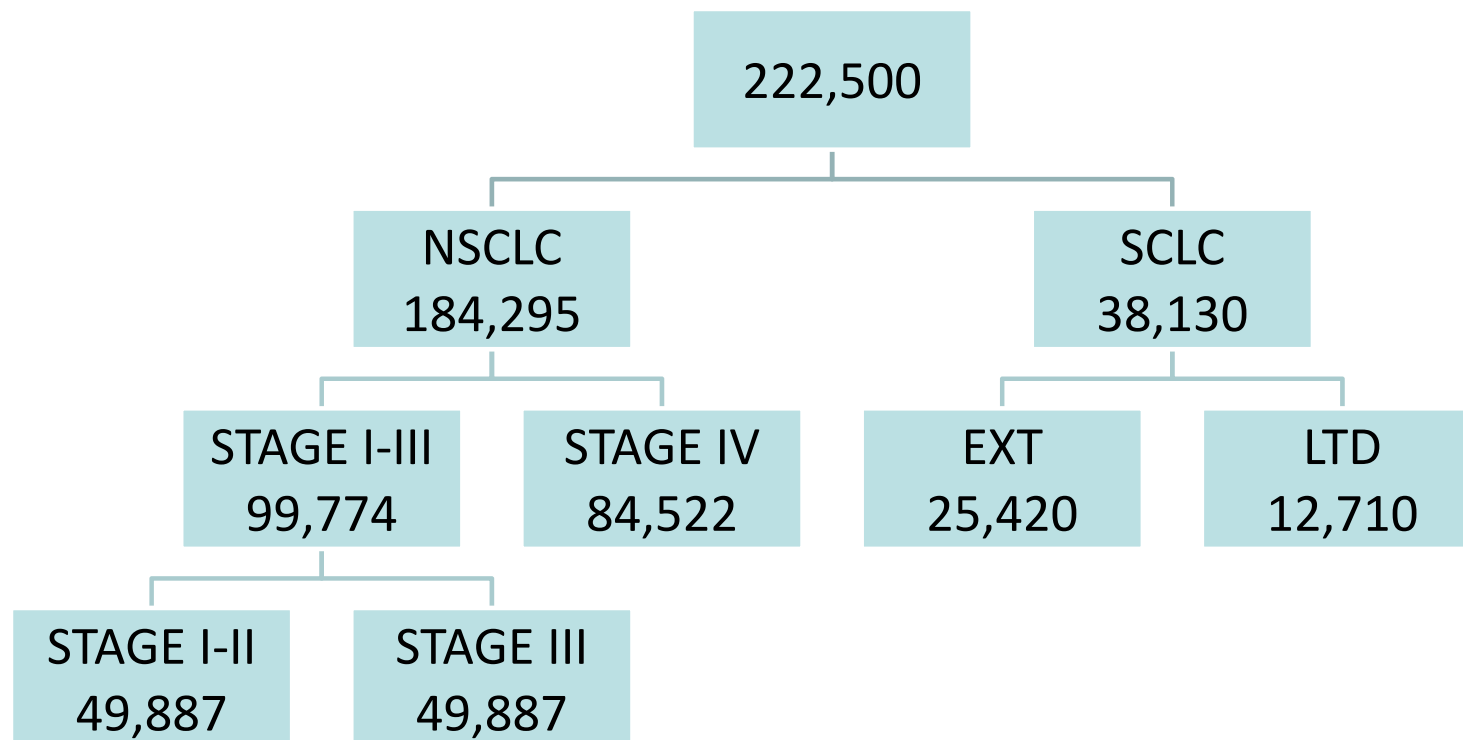 222,500
NSCLC
184,295
SCLC
38,130
STAGE I-III
99,774
STAGE IV
84,522
EXT
25,420
LTD
12,710
STAGE I-II
49,887
STAGE III
49,887